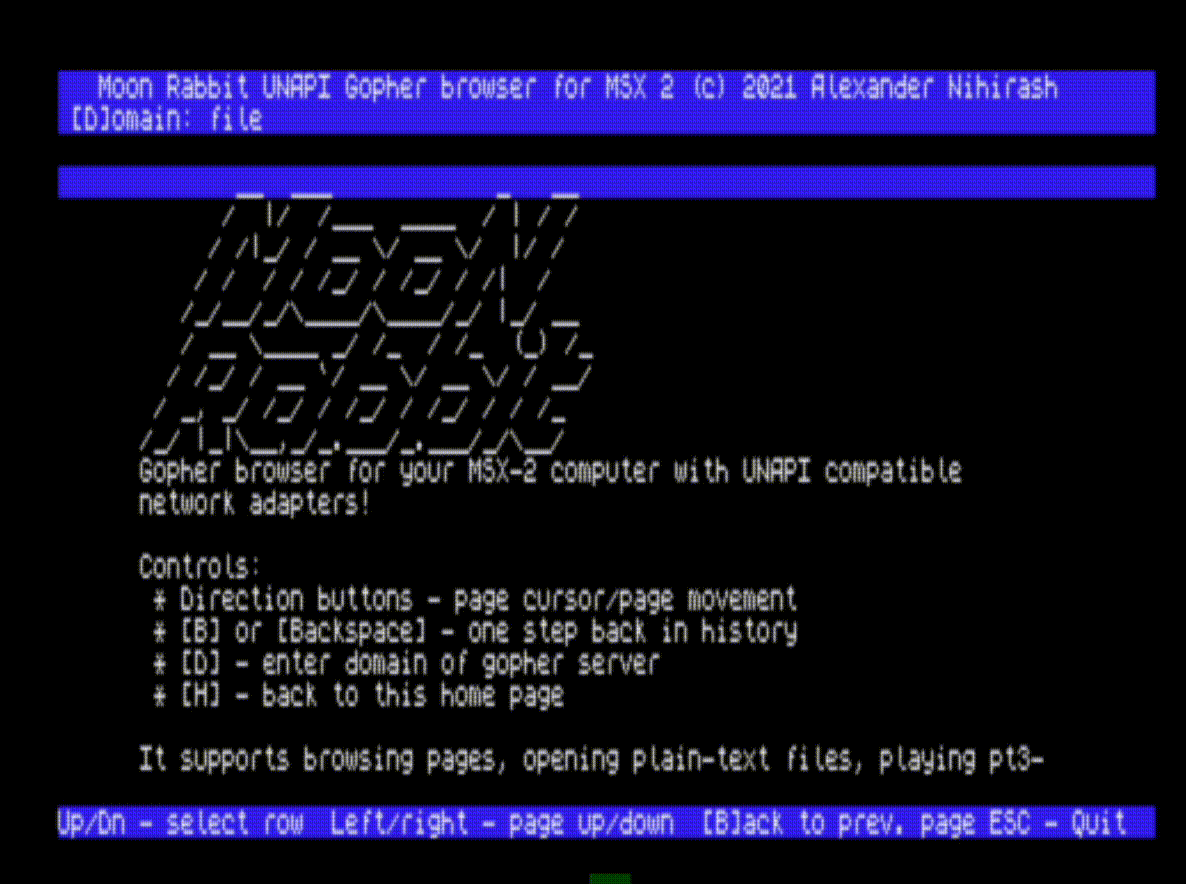 Moon Rabbit UNAPI Gopher browser for MSX 2 (c) 2021 Alexander Nihirash
[D]omain: file
MOON
Rabbit
Gopher browser for your MSX-2 computer with UNAPI compatible
network adapters!
Controls:
* Direction buttons - page cursor/page movement
* [B] or [Backspace] - one step back in history
* [D] - enter domain of gopher server
* [H] - back to this home page
It supports browsing pages, opening plain-text files, playing pt3-
Up/Dn - select row Left/right - page up/down [B]ack to prev. page ESC - Quit